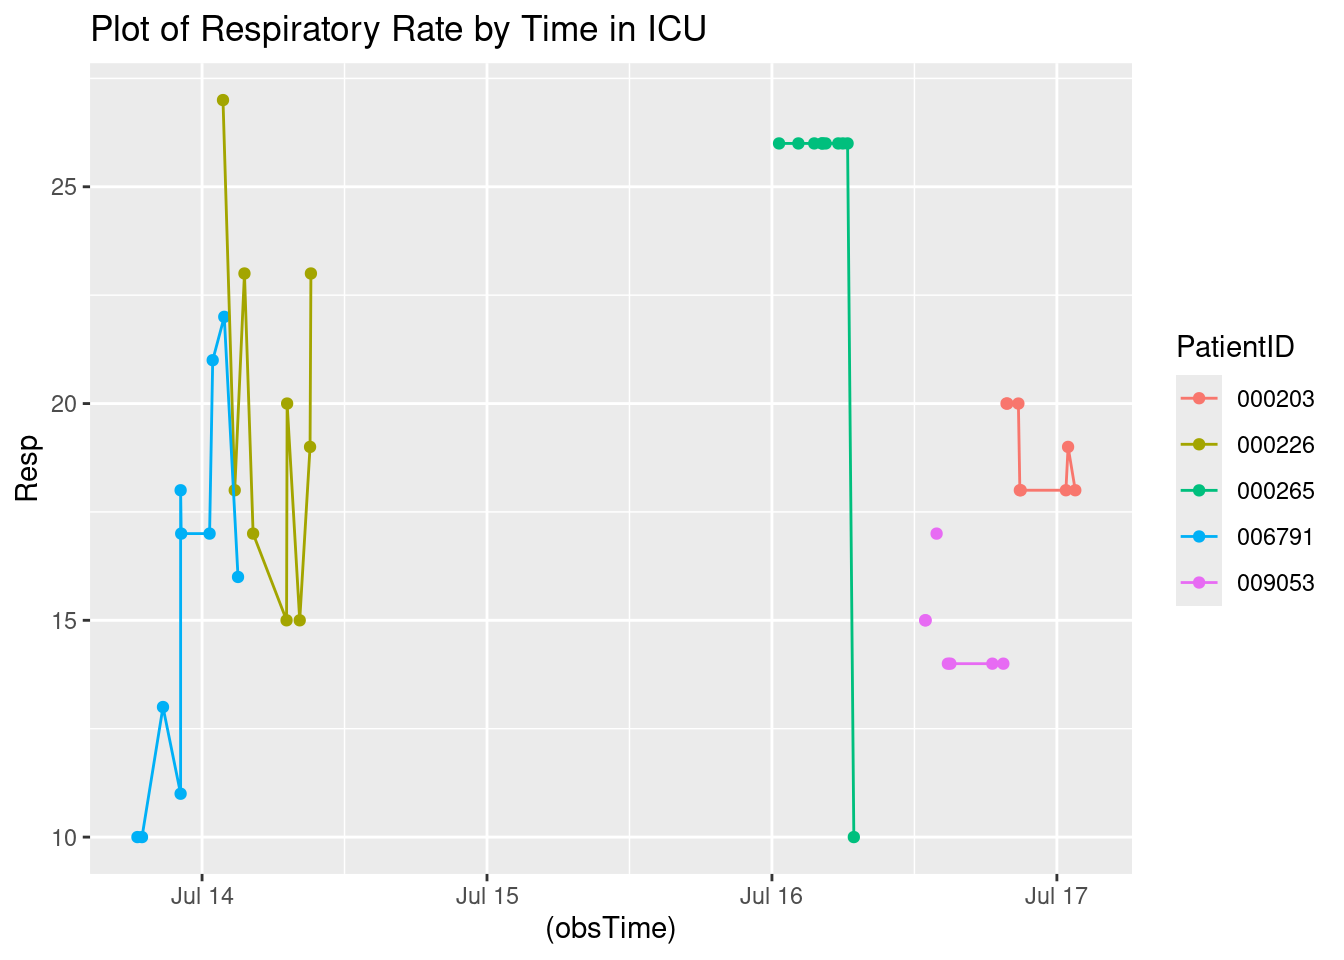 Plot of Respiratory Rate by Time in ICU
Resp
25
20
15
10
Jul 14
Jul 15
Jul 16
Jul 17
(obsTime)
PatientID
000203
000226
000265
006791
009053